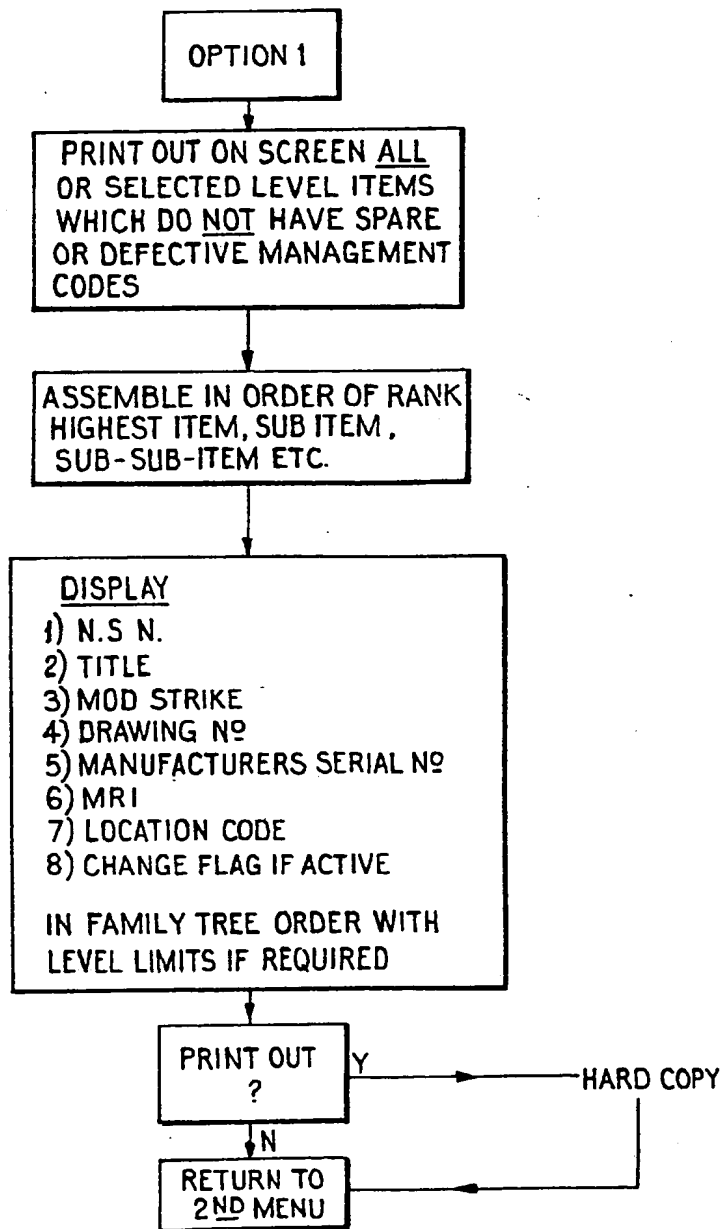 OPTION 1
PRINT OUT ON SCREEN ALL
OR SELECTED LEVEL ITEMS
WHICH DO NOT HAVE SPARE
OR DEFECTIVE MANAGEMENT
CODES
ASSEMBLE IN ORDER OF RANK
HIGHEST ITEM, SUB ITEM,
SUB-SUB-ITEM ETC.
DISPLAY
1) N.S N.
2) TITLE
3) MOD STRIKE
4) DRAWING Nº
5) MANUFACTURERS SERIAL Nº
6) MRI
7) LOCATION CODE
8) CHANGE FLAG IF ACTIVE
IN FAMILY TREE ORDER WITH
LEVEL LIMITS IF REQUIRED
PRINT OUT
?
Y
HARD COPY
N
RETURN TO
2ND MENU